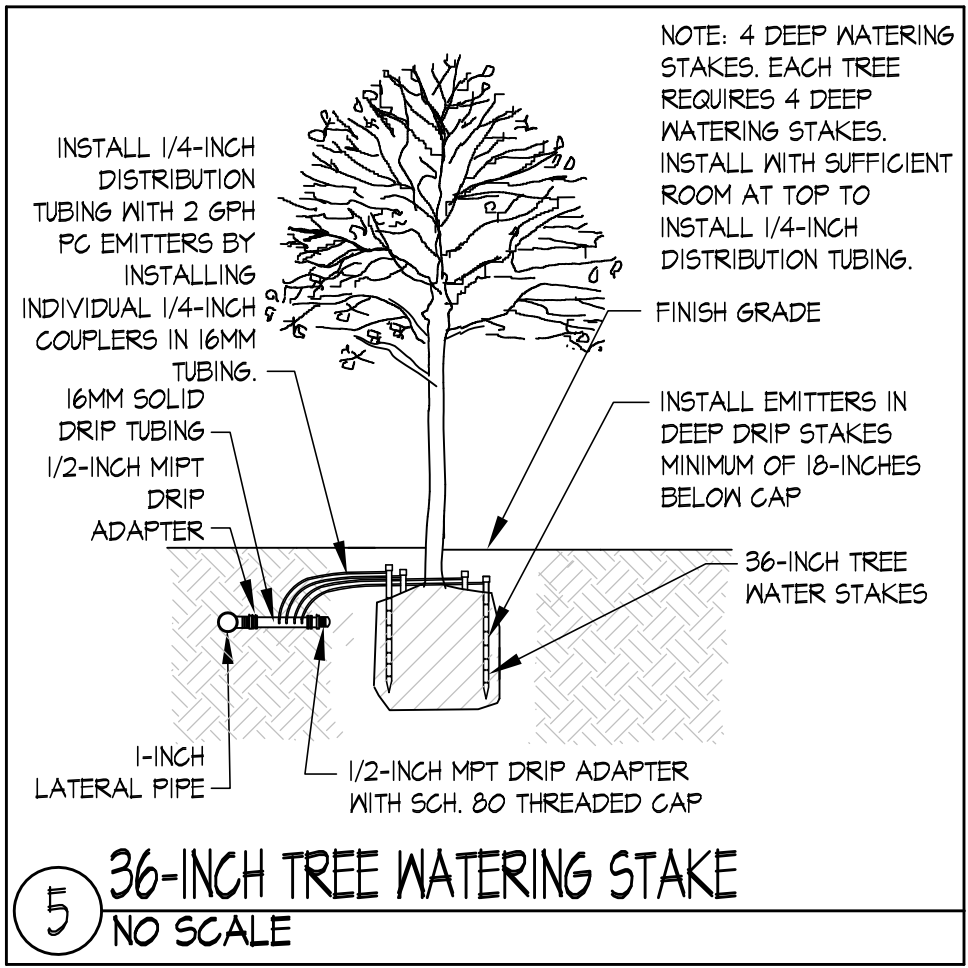 NOTE: 4 DEEP WATERING
STAKES. EACH TREE
REQUIRES 4 DEEP
WATERING STAKES.
INSTALL WITH SUFFICIENT
ROOM AT TOP TO
INSTALL 1/4-INCH
DISTRIBUTION TUBING.
INSTALL 1/4-INCH
DISTRIBUTION
TUBING WITH 2 GPH
PC EMITTERS BY
INSTALLING
INDIVIDUAL 1/4-INCH
COUPLERS IN 16MM
TUBING.
16MM SOLID
DRIP TUBING
1/2-INCH MIPT
DRIP
ADAPTER
FINISH GRADE
INSTALL EMITTERS IN
DEEP DRIP STAKES
MINIMUM OF 18-INCHES
BELOW CAP
36-INCH TREE
WATER STAKES
1-INCH
LATERAL PIPE
1/2-INCH MPT DRIP ADAPTER
WITH SCH. 80 THREADED CAP
5
36-INCH TREE WATERING STAKE
NO SCALE